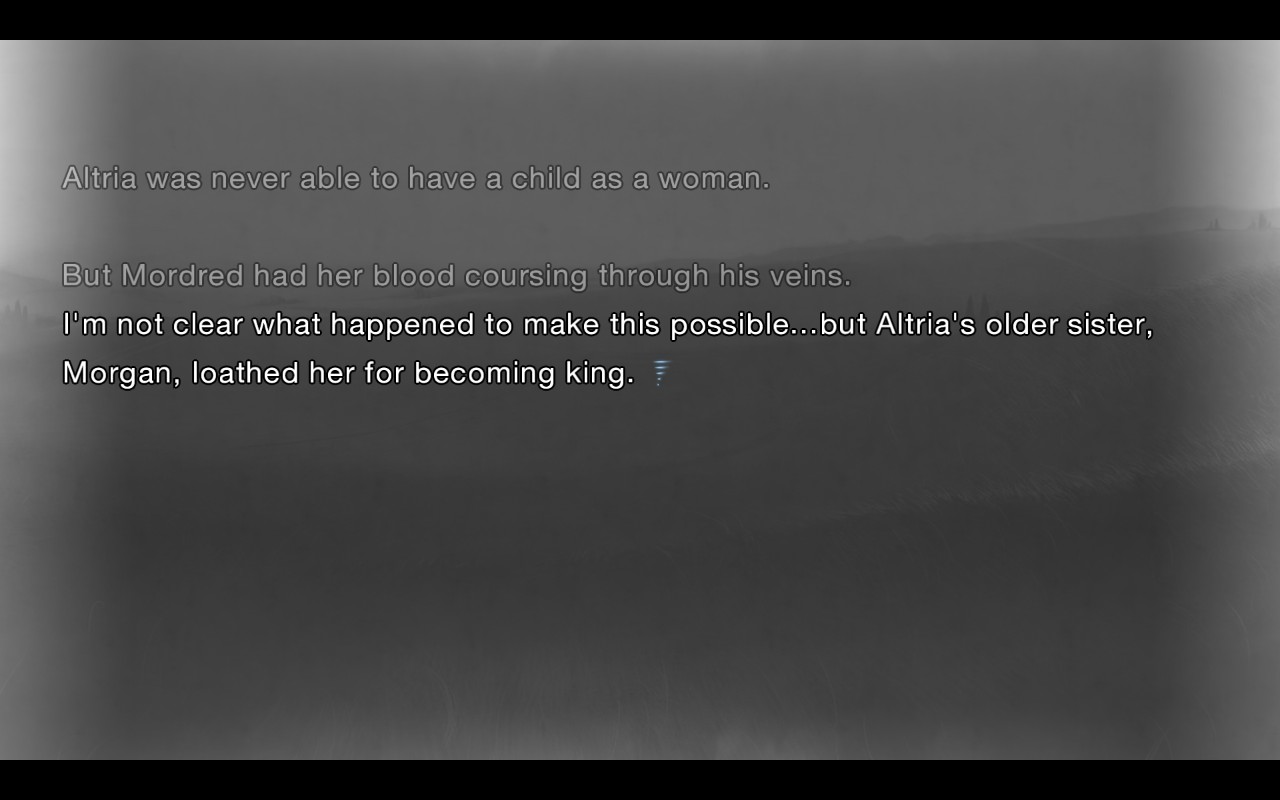 Altria was never able to have a child as a woman.
But Mordred had her blood coursing through his veins.
I'm not clear what happened to make this possible...but Altria's older sister,
Morgan, loathed her for becoming king.